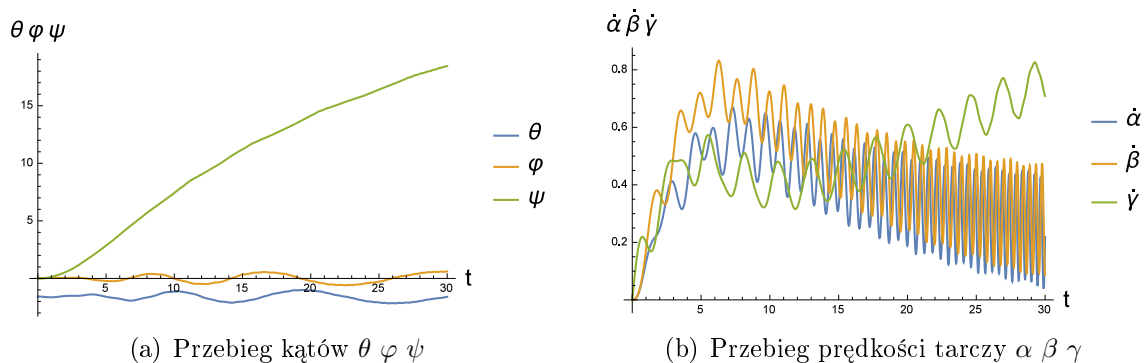 θ φ ψ
15
10
5
5 10 15 20 25 30
t
θ
φ
ψ
(a) Przebieg kątów θ φ ψ
α̇ β̇ γ̇
0.8
0.6
0.4
0.2
5 10 15 20 25 30
t
α̇
β̇
γ̇
(b) Przebieg prędkości tarczy α β γ